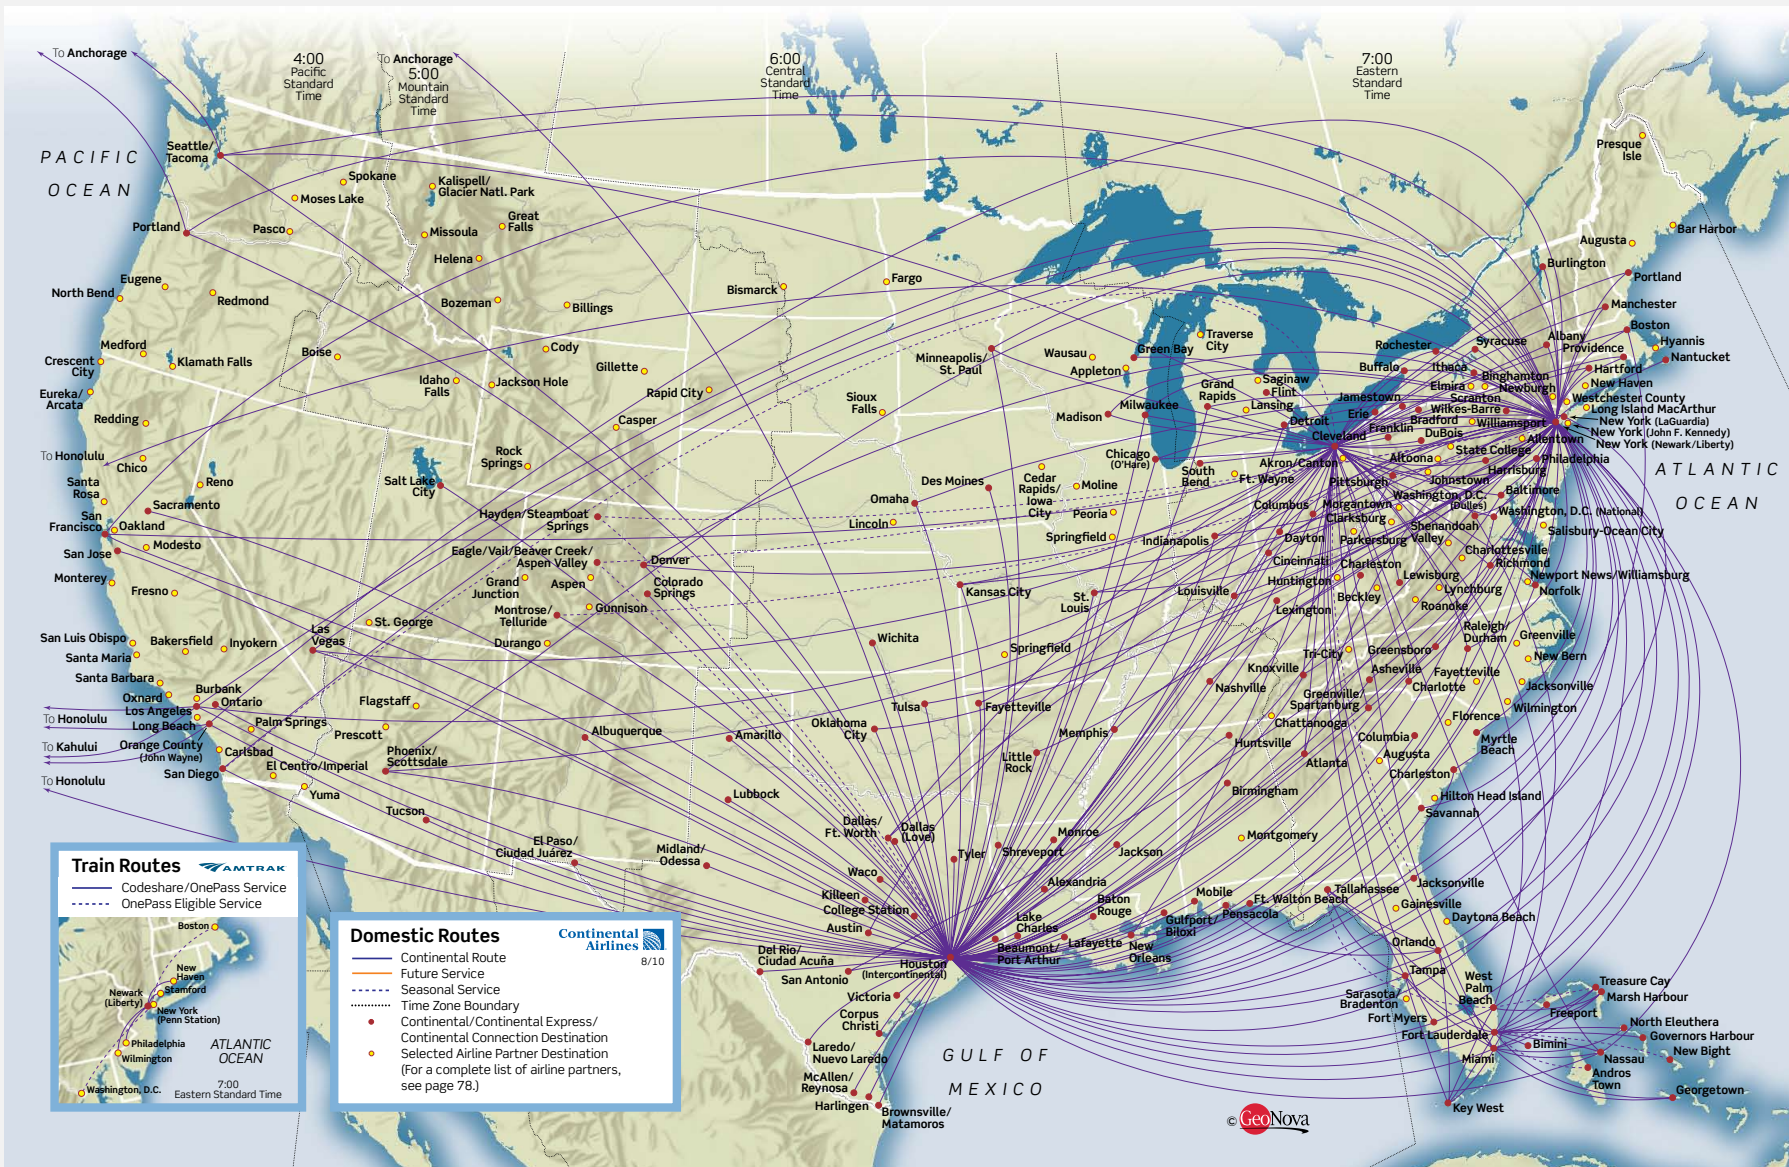 To Anchorage
To Anchorage
4:00
Pacific
Standard
Time
5:00
Mountain
Standard
Time
6:00
Central
Standard
Time
7:00
Eastern
Standard
Time
PACIFIC
OCEAN
Seattle/
Tacoma
Spokane
Moses Lake
Kalispell/
Glacier Natl. Park
Great
Falls
Portland
Pasco
Missoula
Helena
Eugene
North Bend
Redmond
Bozeman
Billings
Bismarck
Fargo
Medford
Crescent
City
Klamath Falls
Boise
Cody
Gillette
Idaho
Falls
Jackson Hole
Rapid City
Eureka/
Arcata
Redding
Casper
Sioux
Falls
Minneapolis/
St. Paul
Wausau
Appleton
Green Bay
Traverse
City
Madison
Milwaukee
Grand
Rapids
Saginaw
Flint
Lansing
Detroit
Cleveland
Presque
Isle
Bar Harbor
Augusta
Burlington
Portland
Manchester
Boston
Albany
Providence
Hyannis
Nantucket
Hartford
New Haven
Rochester
Syracuse
Buffalo
Ithaca
Binghamton
Elmira
Newburgh
Scranton
Westchester County
Jamestown
Erie
Wilkes-Barre
Long Island MacArthur
Bradford
Williamsport
New York (LaGuardia)
Franklin
DuBois
New York (John F. Kennedy)
Allentown
New York (Newark/Liberty)
State College
Altoona
Philadelphia
Akron/Canton
Harrisburg
Pittsburgh
Johnstown
ATLANTIC
OCEAN
To Honolulu
Chico
Reno
Santa
Rosa
Sacramento
San
Francisco
Oakland
San Jose
Modesto
Monterey
Fresno
Rock
Springs
Salt Lake
City
Hayden/Steamboat
Springs
Eagle/Vail/Beaver Creek/
Aspen Valley
Denver
Grand
Junction
Aspen
Colorado
Springs
Montrose/
Telluride
Gunnison
Durango
St. George
Las
Vegas
Omaha
Des Moines
Lincoln
Cedar
Rapids/
Iowa
City
Moline
Peoria
Springfield
Chicago
(O'Hare)
South
Bend
Ft. Wayne
Columbus
Indianapolis
Dayton
Cincinnati
Washington, D.C.
(Dulles)
Baltimore
Morgantown
Clarksburg
Washington, D.C. (National)
Parkersburg
Shenandoah
Valley
Salisbury-Ocean City
Charlottesville
Richmond
Charleston
Huntington
Lewisburg
Newport News/Williamsburg
Beckley
Lynchburg
Norfolk
Roanoke
Kansas City
St.
Louis
Louisville
Lexington
Wichita
Springfield
San Luis Obispo
Bakersfield
Inyokern
Santa Maria
Santa Barbara
Oxnard
Burbank
Los Angeles
Ontario
Long Beach
Palm Springs
Orange County
(John Wayne)
Carlsbad
San Diego
El Centro/Imperial
Yuma
Flagstaff
Prescott
Phoenix/
Scottsdale
Tucson
To Honolulu
To Kahului
To Honolulu
Albuquerque
Amarillo
Oklahoma
City
Tulsa
Fayetteville
Little
Rock
Memphis
Nashville
Knoxville
Tri-City
Greensboro
Raleigh/
Durham
Greenville
New Bern
Asheville
Fayetteville
Charlotte
Greenville/
Spartanburg
Jacksonville
Wilmington
Chattanooga
Florence
Huntsville
Columbia
Myrtle
Beach
Augusta
Atlanta
Charleston
Birmingham
Hilton Head Island
Savannah
Montgomery
Lubbock
El Paso/
Ciudad Juárez
Midland/
Odessa
Dallas/
Ft. Worth
Dallas
(Love)
Tyler
Shreveport
Monroe
Jackson
Waco
Killeen
College Station
Austin
Alexandria
Baton
Rouge
Lake
Charles
Lafayette
Beaumont/
Port Arthur
New
Orleans
Gulfport/
Biloxi
Mobile
Pensacola
Ft. Walton Beach
Tallahassee
Jacksonville
Gainesville
Daytona Beach
Orlando
Tampa
West
Palm
Beach
Sarasota/
Bradenton
Fort Myers
Fort Lauderdale
Miami
Key West
Treasure Cay
Marsh Harbour
Freeport
North Eleuthera
Governors Harbour
Bimini
New Bight
Nassau
Andros
Town
Georgetown
Houston
(Intercontinental)
Del Rio/
Ciudad Acuña
San Antonio
Victoria
Corpus
Christi
Laredo/
Nuevo Laredo
McAllen/
Reynosa
Harlingen
Brownsville/
Matamoros
GULF OF
MEXICO
© GeoNova
Train Routes AMTRAK
Codeshare/OnePass Service
OnePass Eligible Service
Boston
New
Haven
Stamford
Newark
(Liberty)
New York
(Penn Station)
Philadelphia
Wilmington
Washington, D.C.
ATLANTIC
OCEAN
7:00
Eastern Standard Time
Domestic Routes
Continental
Airlines
8/10
Continental Route
Future Service
Seasonal Service
Time Zone Boundary
Continental/Continental Express/
Continental Connection Destination
Selected Airline Partner Destination
(For a complete list of airline partners,
see page 78.)